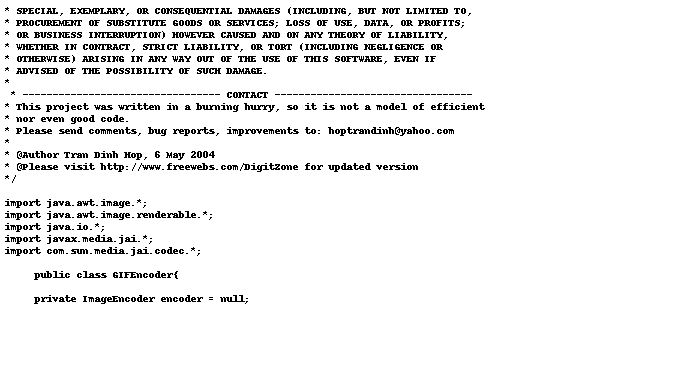 * SPECIAL, EXEMPLARY, OR CONSEQUENTIAL DAMAGES (INCLUDING, BUT NOT LIMITED TO,
* PROCUREMENT OF SUBSTITUTE GOODS OR SERVICES; LOSS OF USE, DATA, OR PROFITS;
* OR BUSINESS INTERRUPTION) HOWEVER CAUSED AND ON ANY THEORY OF LIABILITY,
* WHETHER IN CONTRACT, STRICT LIABILITY, OR TORT (INCLUDING NEGLIGENCE OR
* OTHERWISE) ARISING IN ANY WAY OUT OF THE USE OF THIS SOFTWARE, EVEN IF
* ADVISED OF THE POSSIBILITY OF SUCH DAMAGE.
*
* --------------------------------- CONTACT ---------------------------------
* This project was written in a burning hurry, so it is not a model of efficient
* nor even good code.
* Please send comments, bug reports, improvements to: hoptrandinh@yahoo.com
*
* @Author Tran Dinh Hop, 6 May 2004
* @Please visit http://www.freewebs.com/DigitZone for updated version
*/
import java.awt.image.*;
import java.awt.image.renderable.*;
import java.io.*;
import javax.media.jai.*;
import com.sun.media.jai.codec.*;
public class GIFEncoder{
private ImageEncoder encoder = null;